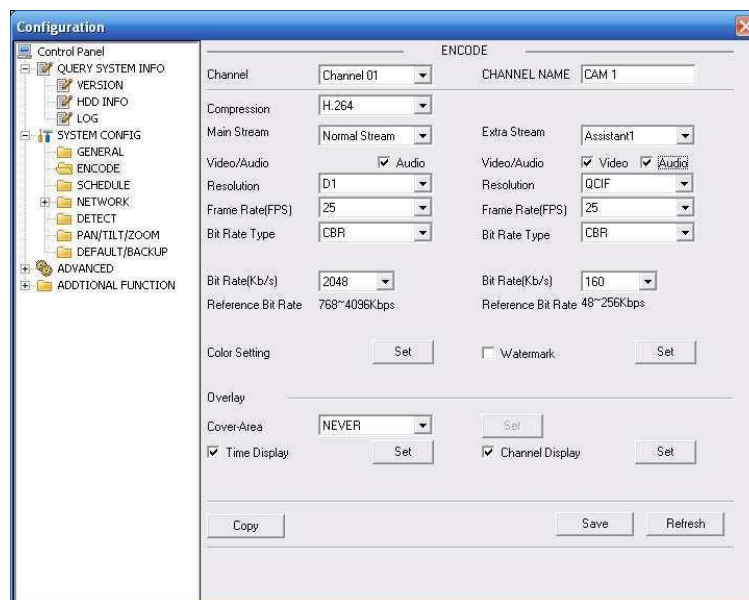 Configuration
Control Panel
QUERY SYSTEM INFO
VERSION
HDD INFO
LOG
SYSTEM CONFIG
GENERAL
ENCODE
SCHEDULE
NETWORK
DETECT
PAN/TILT/ZOOM
DEFAULT/BACKUP
ADVANCED
ADDTIONAL FUNCTION
ENCODE
Channel Channel 01 CHANNEL NAME CAM 1
Compression H.264
Main Stream Normal Stream Extra Stream Assistant1
Video/Audio Audio Video/Audio Video Audio
Resolution D1 Resolution QCIF
Frame Rate(FPS) 25 Frame Rate(FPS) 25
Bit Rate Type CBR Bit Rate Type CBR
Bit Rate(Kb/s) 2048 Bit Rate(Kb/s) 160
Reference Bit Rate 768~4096Kbps Reference Bit Rate 48~256Kbps
Color Setting Set Watermark Set
Overlay
Cover-Area NEVER Set
Time Display Set Channel Display Set
Copy Save Refresh